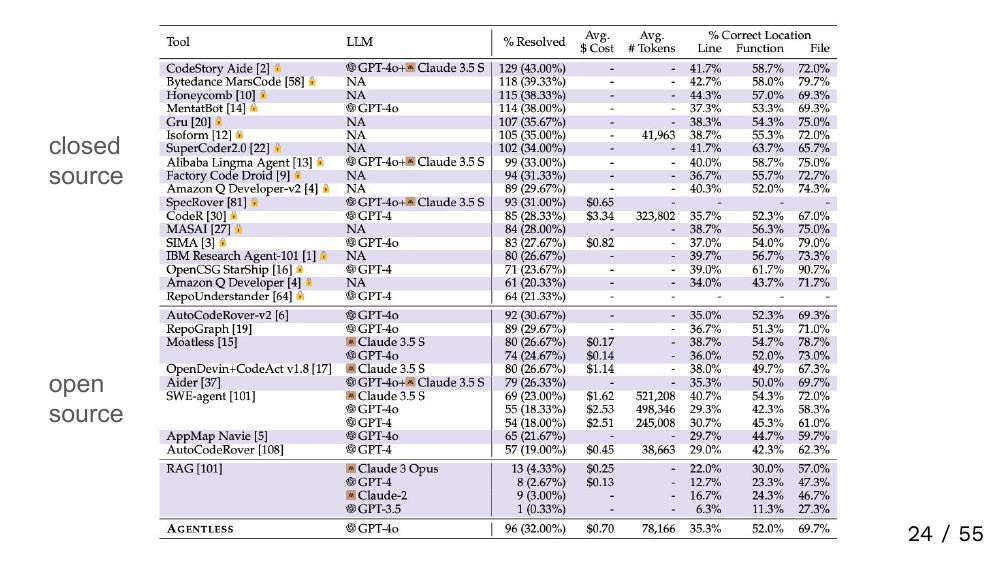 Tool LLM % Resolved Avg. $ Cost Avg. # Tokens % Correct Location Line Function File
CodeStory Aide [2] GPT-4o+ Claude 3.5 S 129 (43.00%) - - 41.7% 58.7% 72.0%
Bytedance MarsCode [58] NA 118 (39.33%) - - 42.7% 58.0% 79.7%
Honeycomb [10] NA 115 (38.33%) - - 44.3% 57.0% 69.3%
MentatBot [14] GPT-4o 114 (38.00%) - - 37.3% 53.3% 69.3%
Gru [20] NA 107 (35.67%) - - 38.3% 54.3% 75.0%
Isoform [12] NA 105 (35.00%) - 41,963 38.7% 55.3% 72.0%
SuperCoder2.0 [22] NA 102 (34.00%) - - 41.7% 63.7% 65.7%
Alibaba Lingma Agent [13] GPT-4o+ Claude 3.5 S 99 (33.00%) - - 40.0% 58.7% 75.0%
Factory Code Droid [9] NA 94 (31.33%) - - 36.7% 55.7% 72.7%
Amazon Q Developer-v2 [4] NA 89 (29.67%) - - 40.3% 52.0% 74.3%
SpecRover [81] GPT-4o+ Claude 3.5 S 93 (31.00%) $0.65 - - - -
CodeR [30] GPT-4 85 (28.33%) $3.34 323,802 35.7% 52.3% 67.0%
MASAI [27] NA 84 (28.00%) - - 38.7% 56.3% 75.0%
SIMA [3] GPT-4o 83 (27.67%) $0.82 - 37.0% 54.0% 79.0%
IBM Research Agent-101 [1] NA 80 (26.67%) - - 39.7% 56.7% 73.3%
OpenCSG StarShip [16] GPT-4 71 (23.67%) - - 39.0% 61.7% 90.7%
Amazon Q Developer [4] NA 61 (20.33%) - - 34.0% 43.7% 71.7%
RepoUnderstander [64] GPT-4 64 (21.33%) - - - - -
closed
source
AutoCodeRover-v2 [6] GPT-4o 92 (30.67%) - - 35.0% 52.3% 69.3%
RepoGraph [19] GPT-4o 89 (29.67%) - - 36.7% 51.3% 71.0%
Moatless [15] Claude 3.5 S 80 (26.67%) $0.17 - 38.7% 54.7% 78.7%
GPT-4o 74 (24.67%) $0.14 - 36.0% 52.0% 73.0%
OpenDevin+CodeAct v1.8 [17] Claude 3.5 S 80 (26.67%) $1.14 - 38.0% 49.7% 67.3%
Aider [37] GPT-4o+ Claude 3.5 S 79 (26.33%) - - 35.3% 50.0% 69.7%
SWE-agent [101] Claude 3.5 S 69 (23.00%) $1.62 521,208 40.7% 54.3% 72.0%
GPT-4o 55 (18.33%) $2.53 498,346 29.3% 42.3% 58.3%
GPT-4 54 (18.00%) $2.51 245,008 30.7% 45.3% 61.0%
AppMap Navie [5] GPT-4o 65 (21.67%) - - 29.7% 44.7% 59.7%
AutoCodeRover [108] GPT-4 57 (19.00%) $0.45 38,663 29.0% 42.3% 62.3%
open
source
RAG [101] Claude 3 Opus 13 (4.33%) $0.25 - 22.0% 30.0% 57.0%
GPT-4 8 (2.67%) $0.13 - 12.7% 23.3% 47.3%
Claude-2 9 (3.00%) - - 16.7% 24.3% 46.7%
GPT-3.5 1 (0.33%) - - 6.3% 11.3% 27.3%
AGENTLESS GPT-4o 96 (32.00%) $0.70 78,166 35.3% 52.0% 69.7%
24 / 55